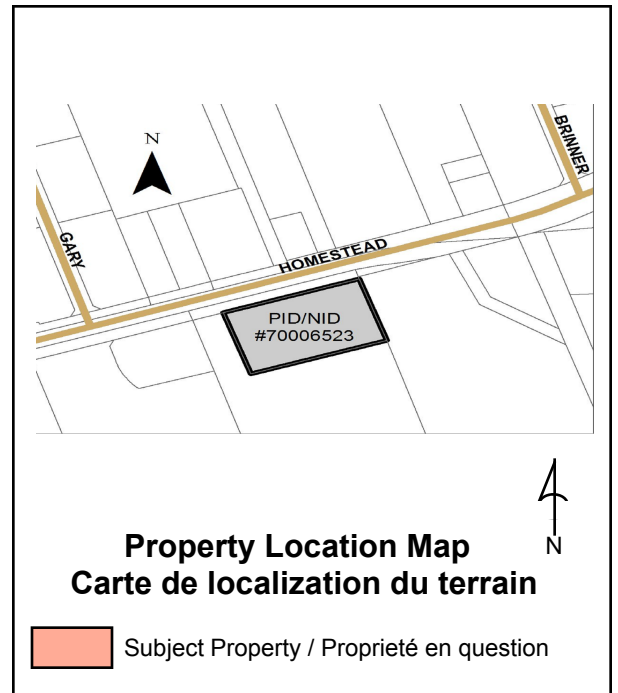 N
BRINNER
GARY
HOMESTEAD
PID/NID
#70006523
N
Property Location Map
Carte de localization du terrain
Subject Property / Proprieté en question